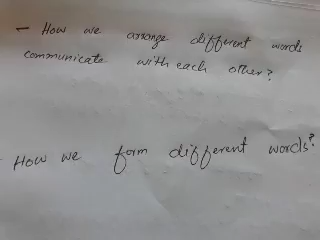 - How we arrange different words
communicate with each other?
- How we form different words?